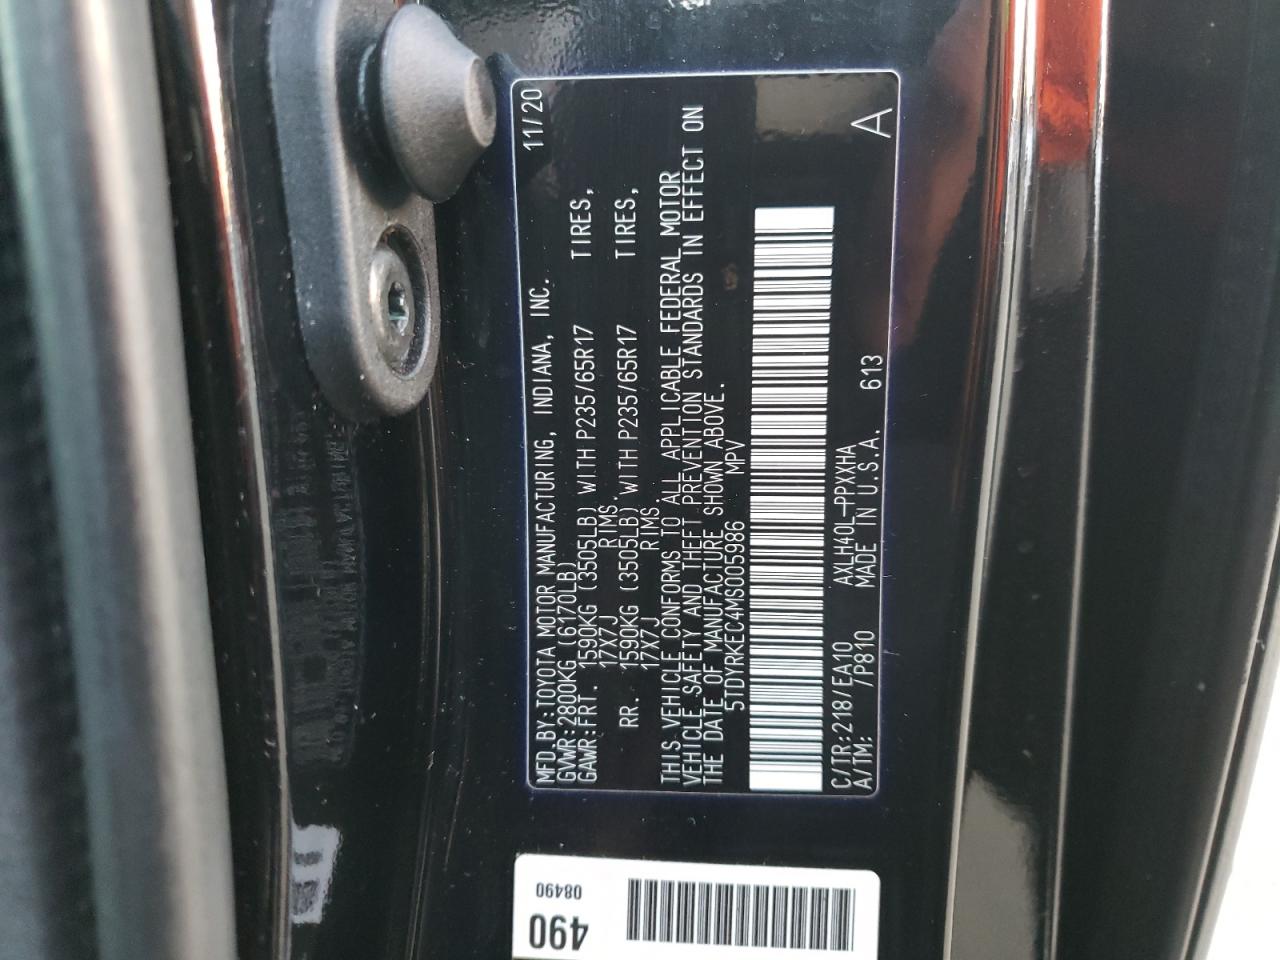 MFD.BY:TOYOTA MOTOR MANUFACTURING, INDIANA, INC. 11/20
GVWR:2800KG (6170LB)
GAWR:FRT. 1590KG (3505LB) WITH P235/65R17 TIRES,
17X7J RIMS.
RR. 1590KG (3505LB) WITH P235/65R17 TIRES,
17X7J RIMS.
THIS VEHICLE CONFORMS TO ALL APPLICABLE FEDERAL MOTOR
VEHICLE SAFETY AND THEFT PREVENTION STANDARDS IN EFFECT ON
THE DATE OF MANUFACTURE SHOWN ABOVE.
5TDYRKEC4MS005986 MPV
C/TR:218/EA10 AXLH40L-PPXXHA
A/TM: /P810 MADE IN U.S.A. 613 A
490
08490